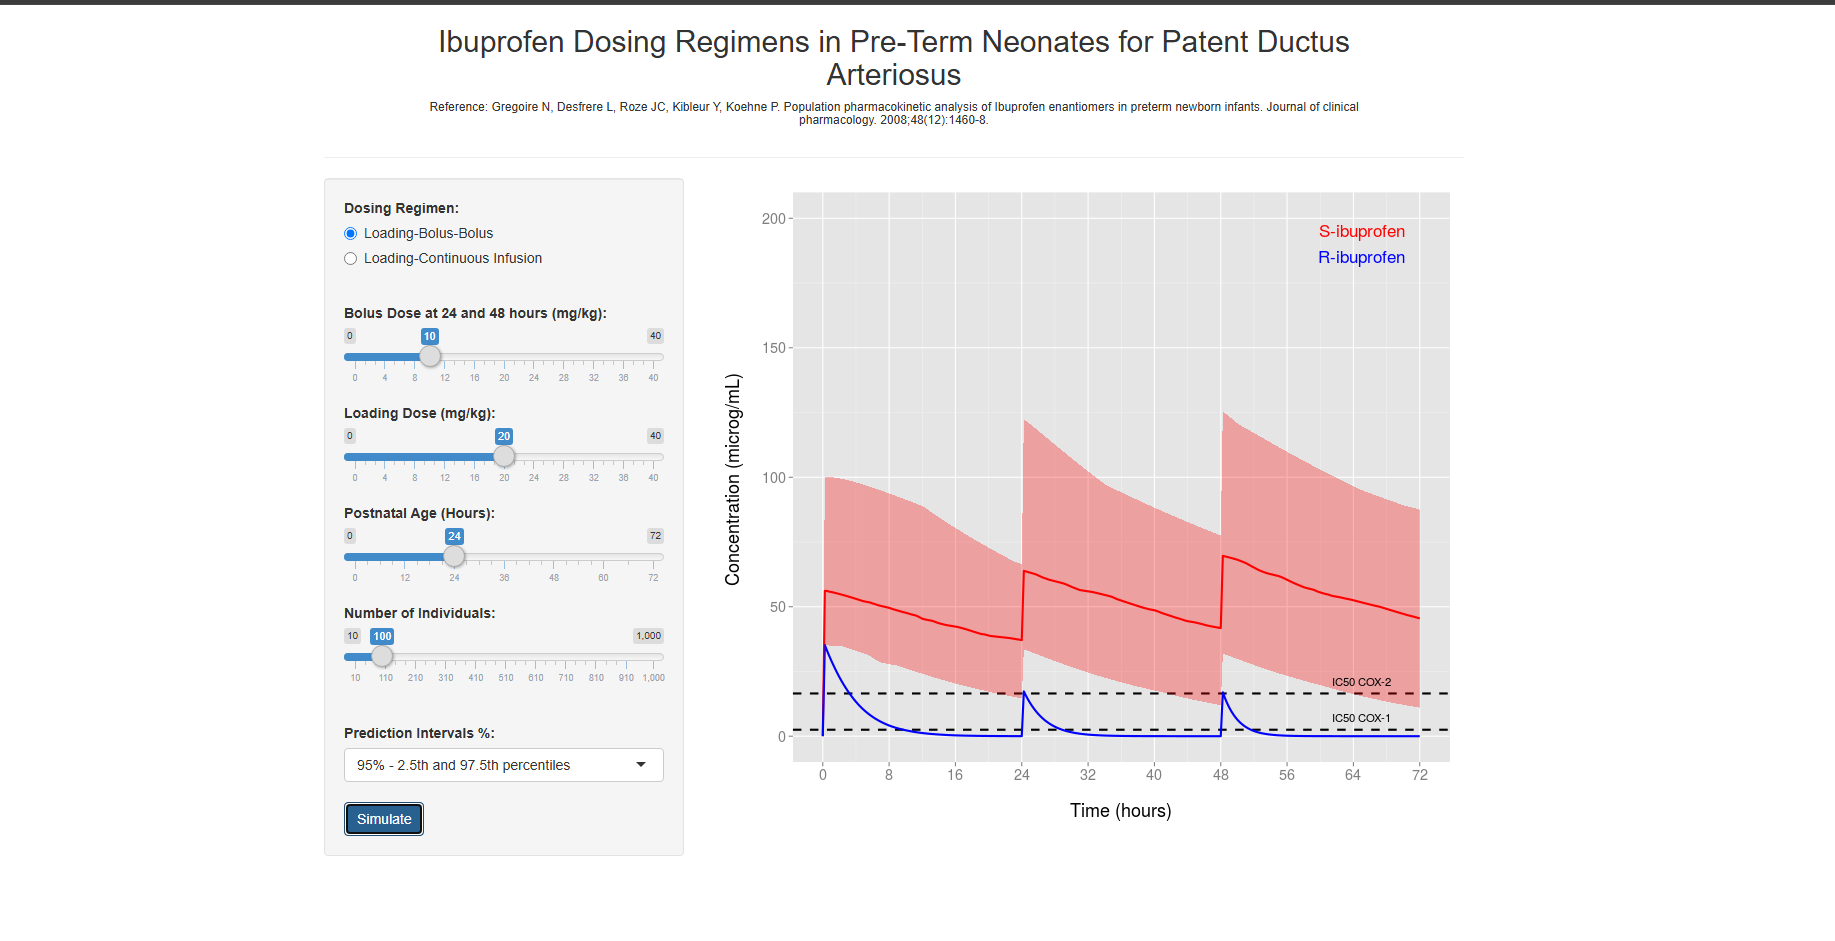 Ibuprofen Dosing Regimens in Pre-Term Neonates for Patent Ductus
Arteriosus
Reference: Gregoire N, Desfrere L, Roze JC, Kibleur Y, Koehne P. Population pharmacokinetic analysis of Ibuprofen enantiomers in preterm newborn infants. Journal of clinical
pharmacology. 2008;48(12):1460-8.
Dosing Regimen:
Loading-Bolus-Bolus
Loading-Continuous Infusion
Bolus Dose at 24 and 48 hours (mg/kg):
0 10 40
0 4 8 12 16 20 24 28 32 36 40
Loading Dose (mg/kg):
0 20 40
0 4 8 12 16 20 24 28 32 36 40
Postnatal Age (Hours):
0 24 72
0 12 24 36 48 60 72
Number of Individuals:
10 100 1,000
10 110 210 310 410 510 610 710 810 910 1,000
Prediction Intervals %:
95% - 2.5th and 97.5th percentiles
Simulate
Concentration (microg/mL)
200
150
100
50
0
S-ibuprofen
R-ibuprofen
IC50 COX-2
IC50 COX-1
0 8 16 24 32 40 48 56 64 72
Time (hours)